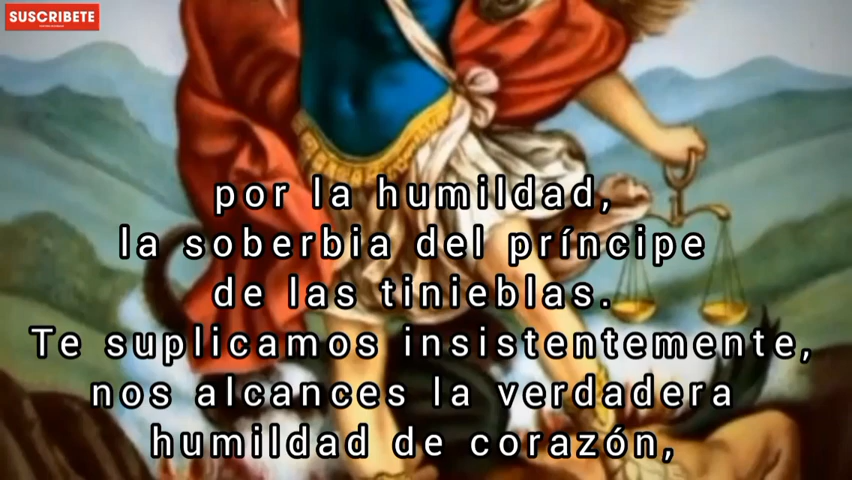 SUSCRIBETE
por la humildad,
la soberbia del príncipe
de las tinieblas.
Te suplicamos insistentemente,
nos alcances la verdadera
humildad de corazón,